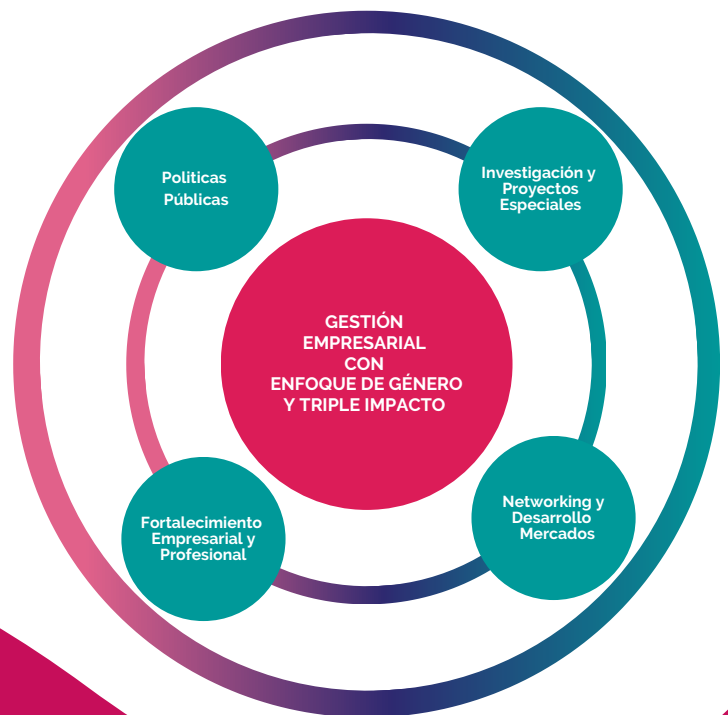 Politicas
Públicas
Investigación y
Proyectos
Especiales
GESTIÓN
EMPRESARIAL
CON
ENFOQUE DE GÉNERO
Y TRIPLE IMPACTO
Fortalecimiento
Empresarial y
Profesional
Networking y
Desarrollo
Mercados